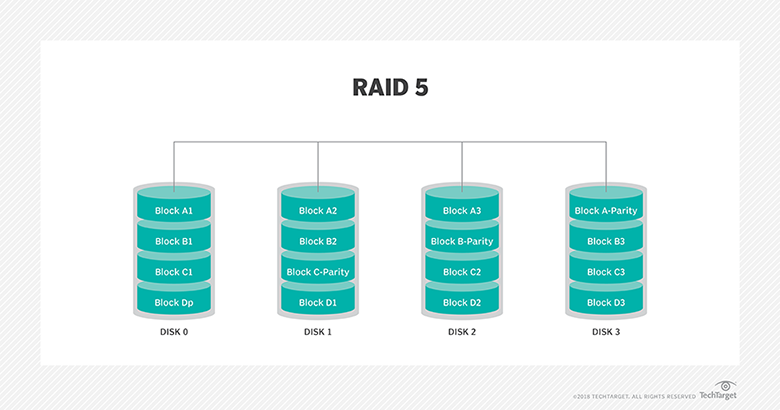 RAID 5
Block A1 Block A2 Block A3 Block A-Parity
Block B1 Block B2 Block B-Parity Block B3
Block C1 Block C-Parity Block C2 Block C3
Block Dp Block D1 Block D2 Block D3
DISK 0 DISK 1 DISK 2 DISK 3
©2018 TECHTARGET. ALL RIGHTS RESERVED TechTarget